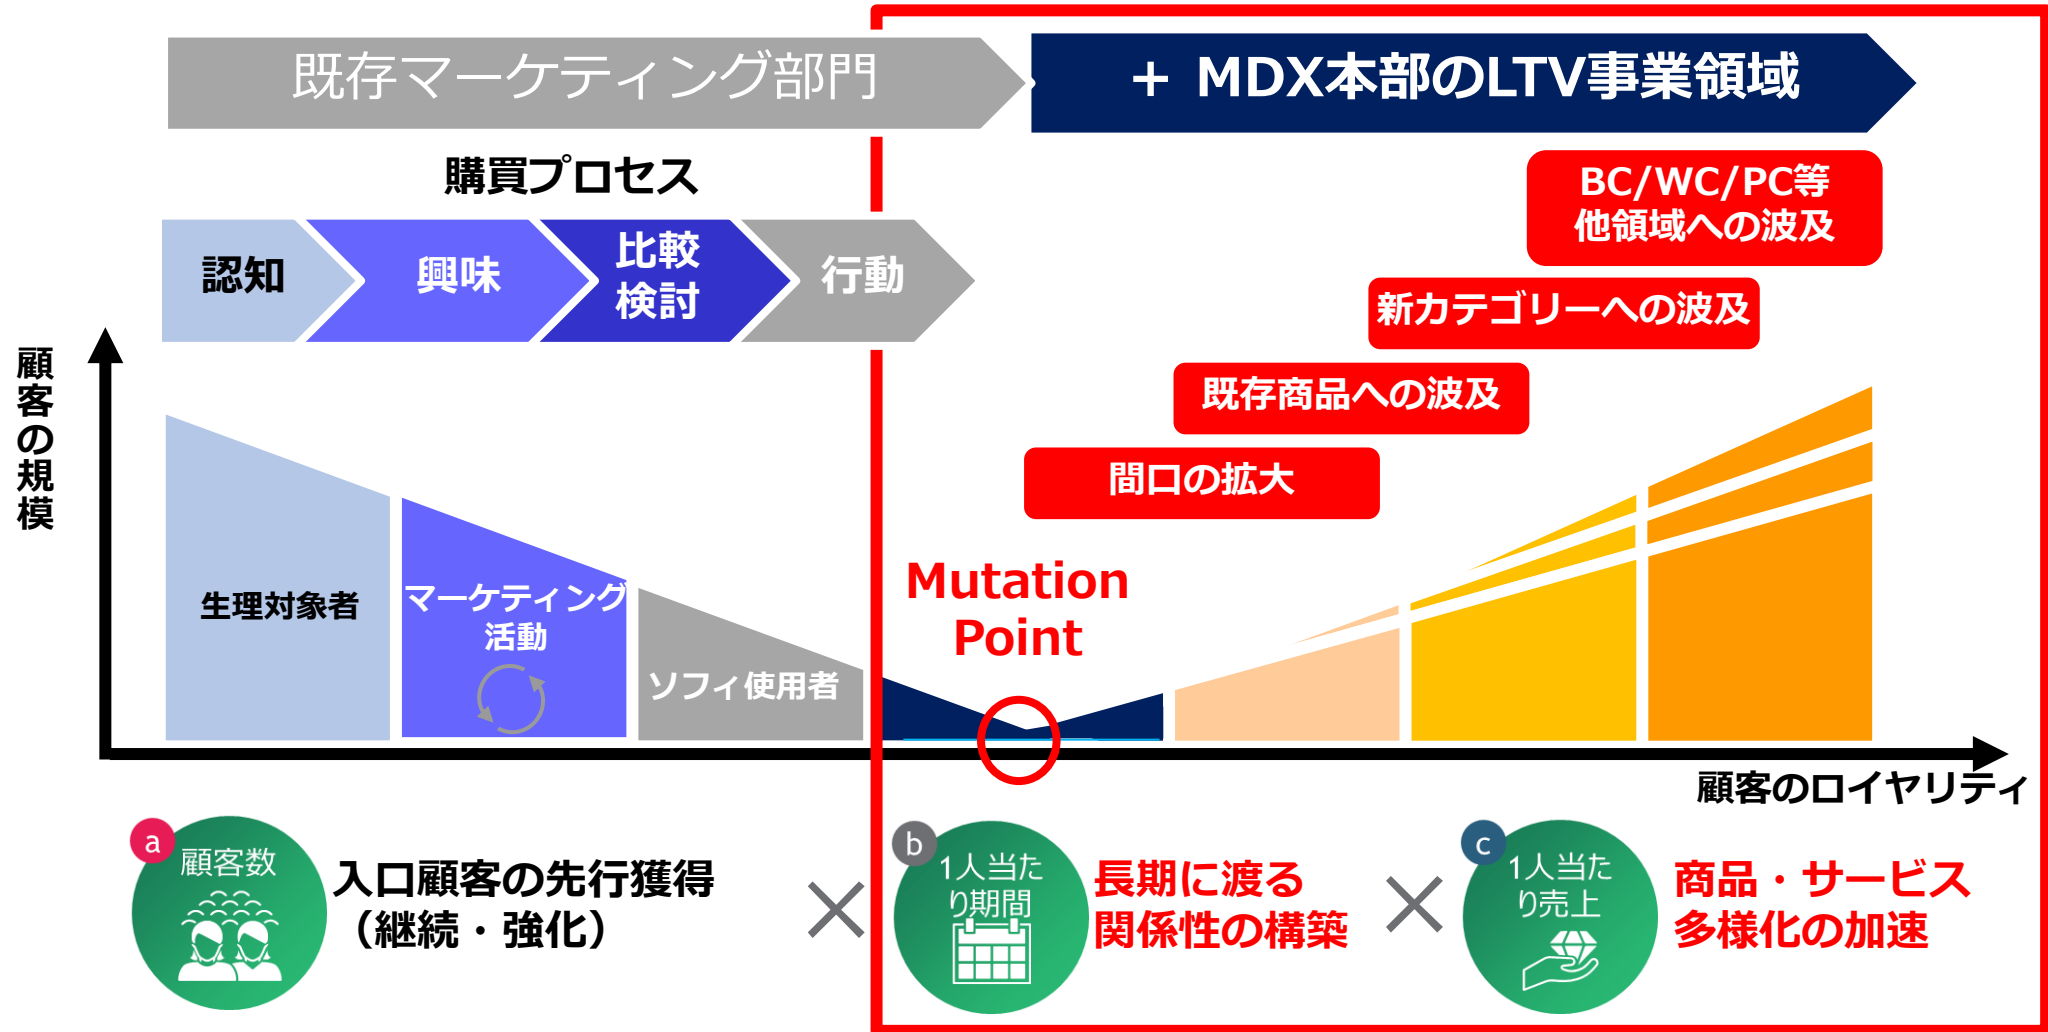 既存マーケティング部門
+ MDX本部のLTV事業領域
購買プロセス
認知
興味
比較
検討
行動
BC/WC/PC等
他領域への波及
新カテゴリーへの波及
既存商品への波及
間口の拡大
顧客の規模
生理対象者
マーケティング
活動
ソフィ使用者
Mutation
Point
顧客のロイヤリティ
a
顧客数
入口顧客の先行獲得
（継続・強化）
×
b
1人当た
り期間
長期に渡る
関係性の構築
×
c
1人当た
り売上
商品・サービス
多様化の加速